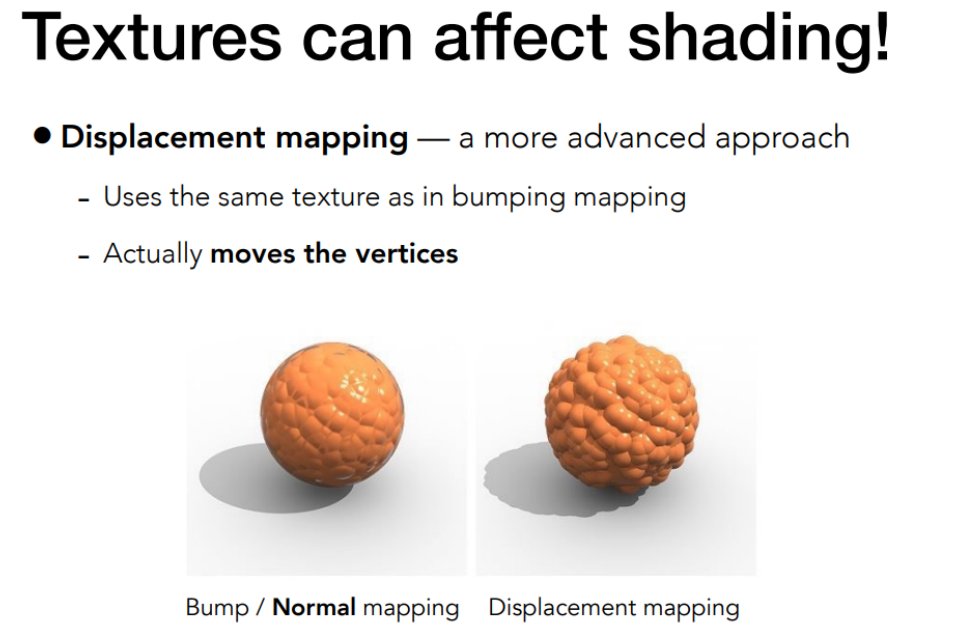 Textures can affect shading!
● Displacement mapping — a more advanced approach
- Uses the same texture as in bumping mapping
- Actually moves the vertices
Bump / Normal mapping
Displacement mapping